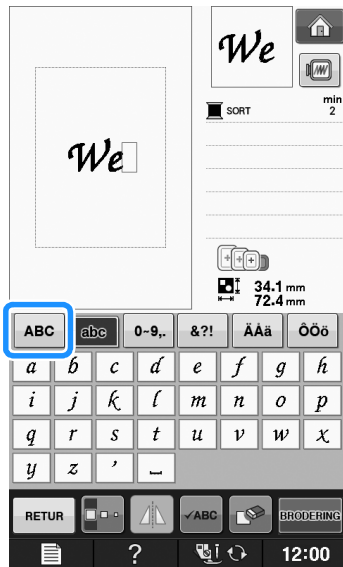 We
We
SORT
min
2
34.1 mm
72.4 mm
ABC abc 0~9,. &?! ÄÅä ÔÖö
a b c d e f g h
i j k l m n o p
q r s t u v w x
y z ’ ⎵
RETUR ✓ABC BRODERING
? 12:00